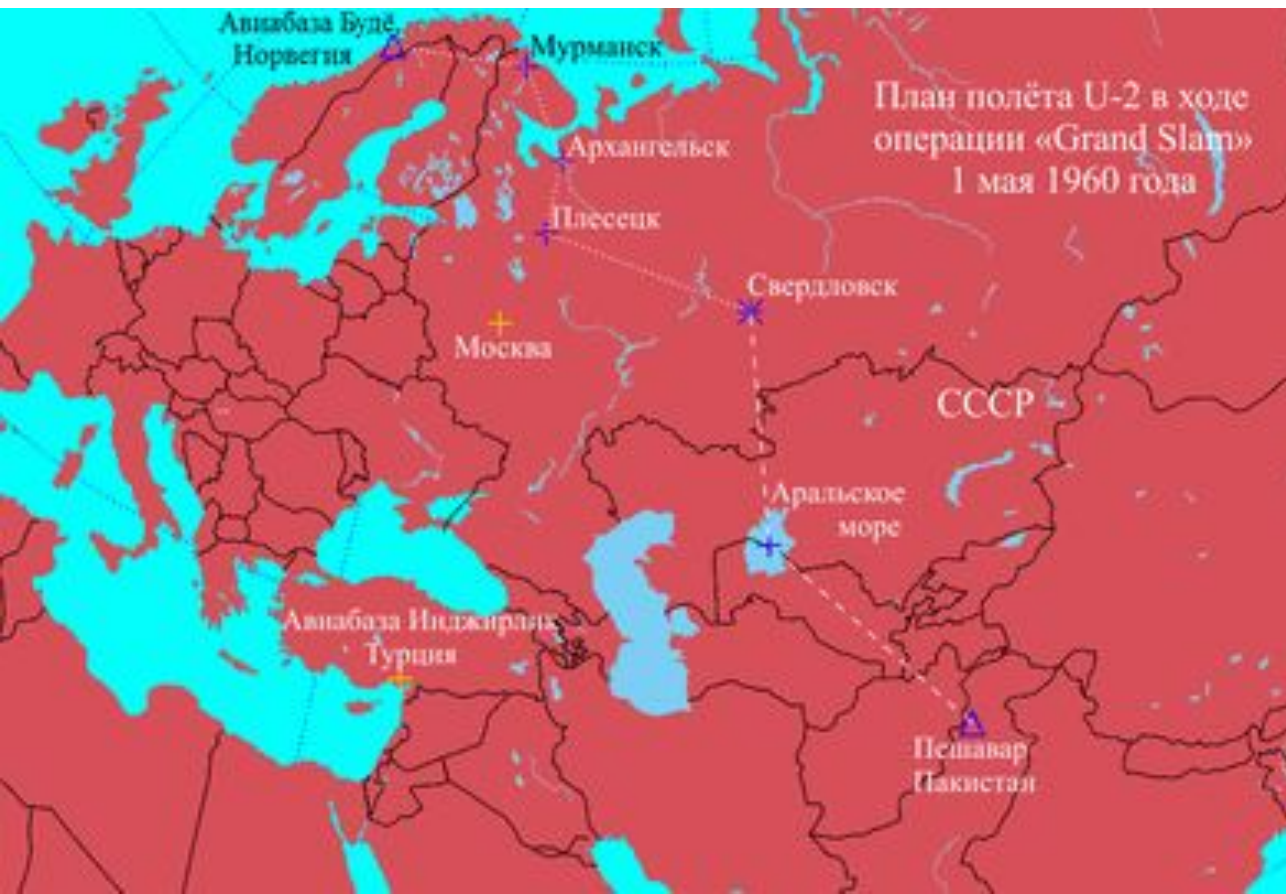 Авиабаза Будё,
Норвегия
Мурманск
План полёта U-2 в ходе
операции «Grand Slam»
1 мая 1960 года
Архангельск
Плесецк
Свердловск
Москва
СССР
Аральское
море
Авиабаза Инджирлик
Турция
Пешавар
Пакистан